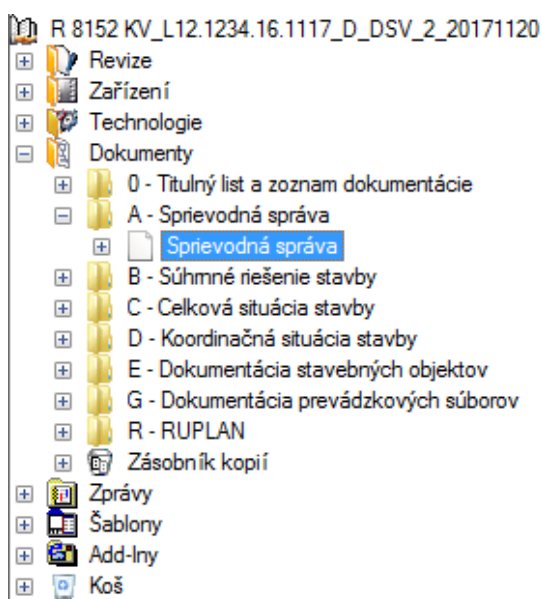 R 8152 KV_L12.1234.16.1117_D_DSV_2_20171120
Revize
Zařízení
Technologie
Dokumenty
0 - Titulný list a zoznam dokumentácie
A - Sprievodná správa
Sprievodná správa
B - Súhrnné riešenie stavby
C - Celková situácia stavby
D - Koordinačná situácia stavby
E - Dokumentácia stavebných objektov
G - Dokumentácia prevádzkových súborov
R - RUPLAN
Zásobník kopií
Zprávy
Šablony
Add-Iny
Koš